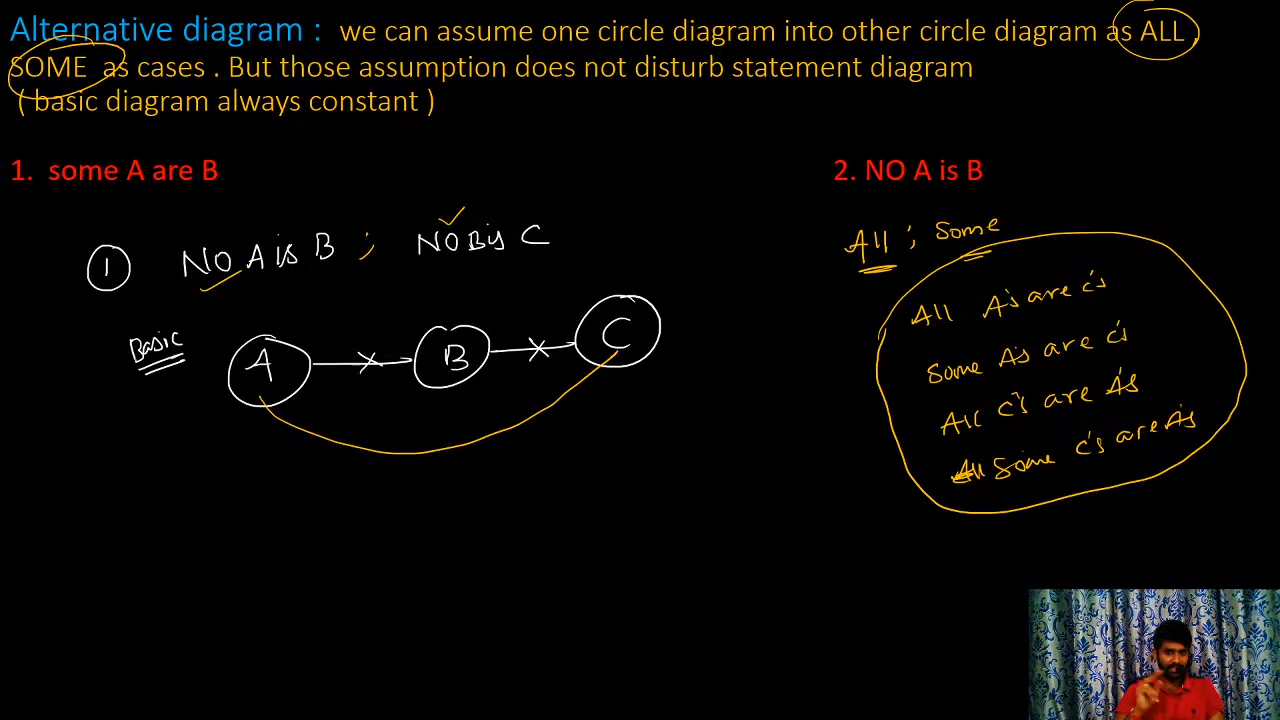 Alternative diagram : we can assume one circle diagram into other circle diagram as ALL ,
SOME as cases . But those assumption does not disturb statement diagram
( basic diagram always constant )
1. some A are B
2. NO A is B
1 NO A is B ; NO B is C
All ; Some
Basic
A B C
All A's are C's
Some A's are C's
All C's are A's
Some C's are A's